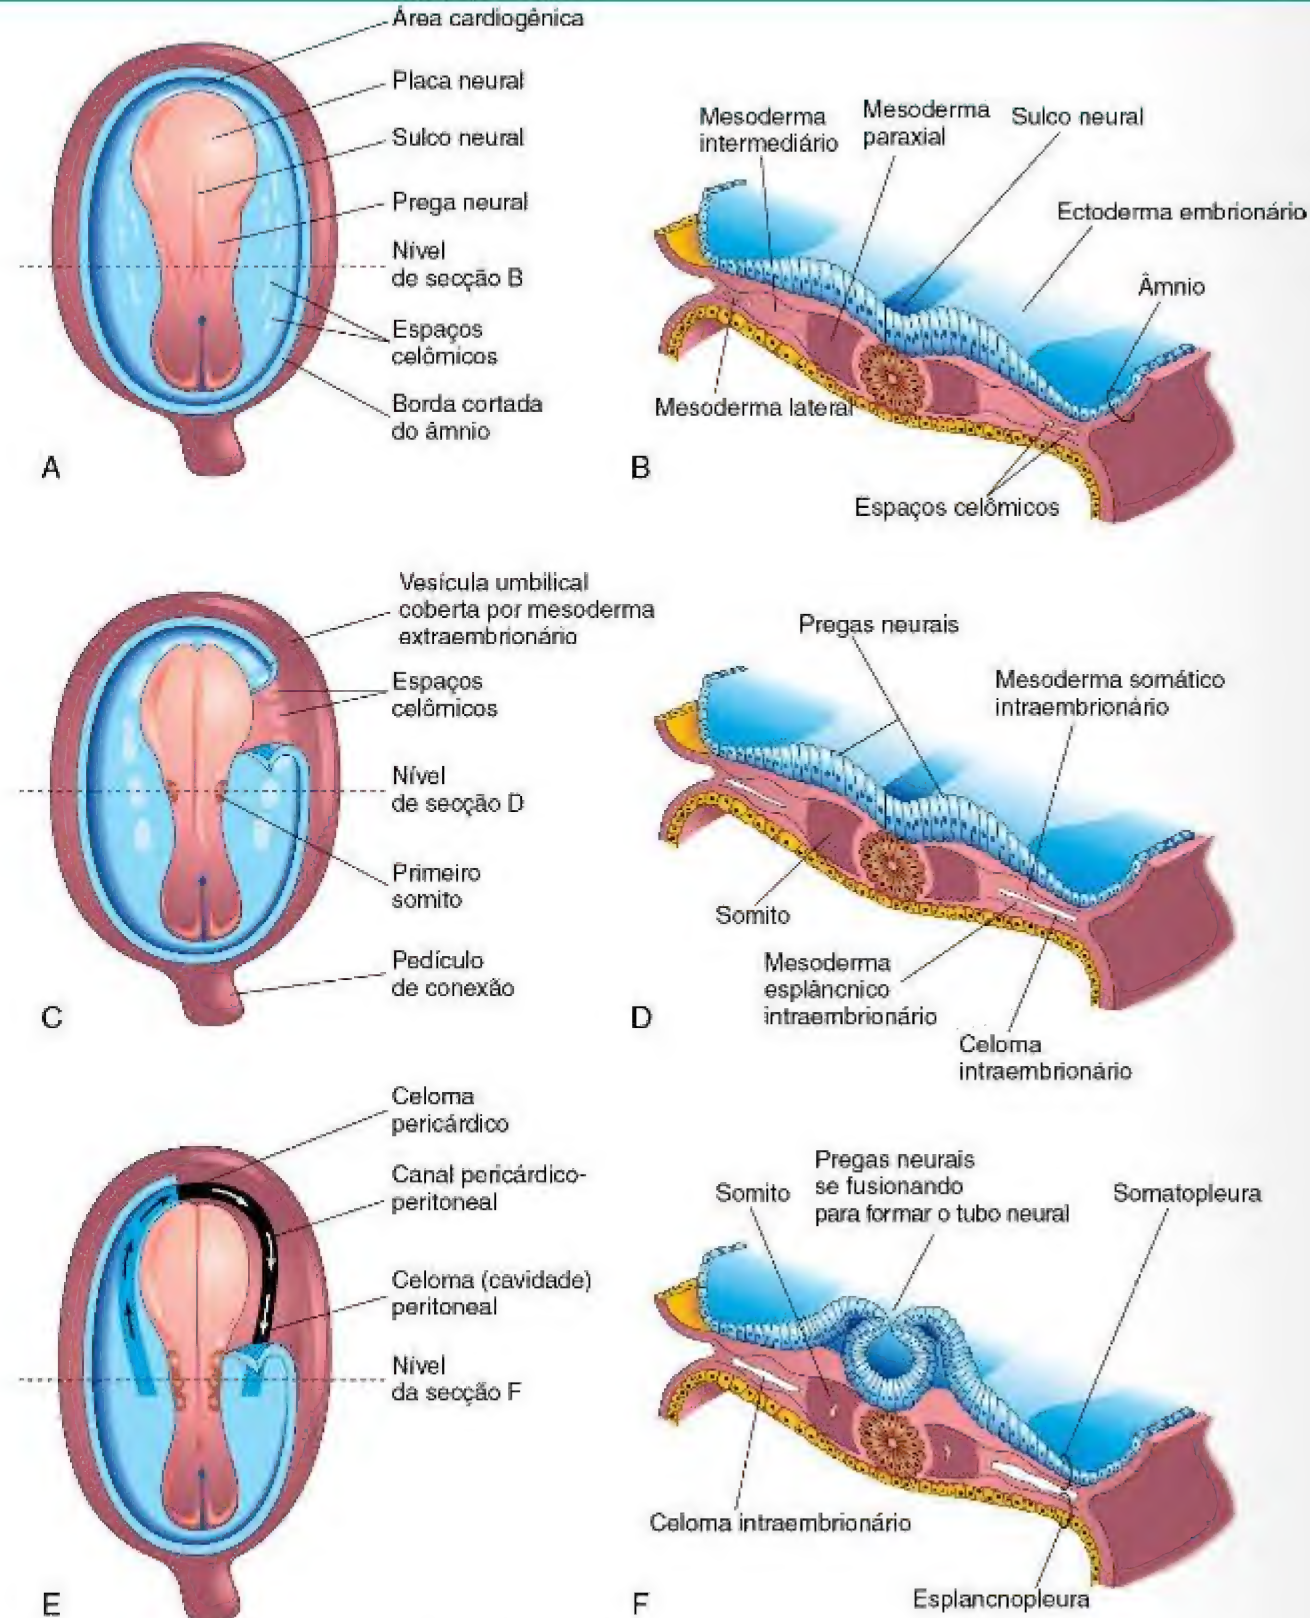 Área cardiogênica
Placa neural
Sulco neural
Prega neural
Nível
de secção B
Espaços
celômicos
Borda cortada
do âmnio
A
Mesoderma
intermediário
Mesoderma
paraxial
Sulco neural
Ectoderma embrionário
Âmnio
Mesoderma lateral
Espaços celômicos
B
Vesícula umbilical
coberta por mesoderma
extraembrionário
Espaços
celômicos
Nível
de secção D
Primeiro
somito
Pedículo
de conexão
C
Pregas neurais
Mesoderma somático
intraembrionário
Somito
Mesoderma
esplâncnico
intraembrionário
Celoma
intraembrionário
D
Celoma
pericárdico
Canal pericárdico-
peritoneal
Celoma (cavidade)
peritoneal
Nível
da secção F
E
Somito
Pregas neurais
se fusionando
para formar o tubo neural
Somatopleura
Celoma intraembrionário
Esplancnopleura
F